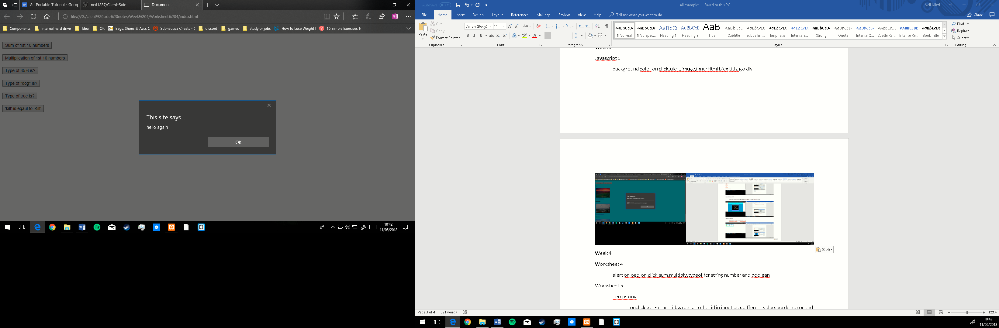 Git Portable Tutorial - Goog
neil1237/Client-Side
Document
file:///G:/client%20side%20notes/Week%204/Worksheet%204/index.html
Components
Internal hard drive
Idea
OK
Bags, Shoes & Accs C
Subnautica Cheats - (
discord
games
study or jobs
How to Lose Weight
16 Simple Exercises T
Sum of 1st 10 numbers
Multiplication of 1st 10 numbers
Type of 35.6 is?
Type of "dog" is?
Type of true is?
'kilt' is eqaul to 'Kilt'
This site says...
hello again
OK
10:42
11/05/2018
AutoSave Off
all examples - Saved to this PC
Neil Mizzi
File Home Insert Design Layout References Mailings Review View Help Tell me what you want to do
Share
Paste
Cut
Copy
Format Painter
Clipboard
Calibri (Body) 11
Font
Paragraph
AaBbCcDc AaBbCcDc AaBbCc AaBbCcC AaB AaBbCcD AaBbCcDc AaBbCcDc AaBbCcDc AaBbCcDc AaBbCcDc AaBbCcDc AABBCCDC AABBCCDC AaBbCcDc
¶ Normal ¶ No Spac... Heading 1 Heading 2 Title Subtitle Subtle Em... Emphasis Intense E... Strong Quote Intense Q... Subtle Ref... Intense Re... Book Title
Styles
Find
Replace
Select
Editing
Javascript 1
background color on click,alert,image,innerHtml biex titfa go div
(Ctrl)
Week 4
Worksheet 4
alert onload,onlclick,sum,multiply,typeof for string number and boolean
Worksheet 5
TempConv
onclick,getElementid,value,set other id in input box different value,border color and
Page 3 of 4 321 words
120%
10:42
11/05/2018